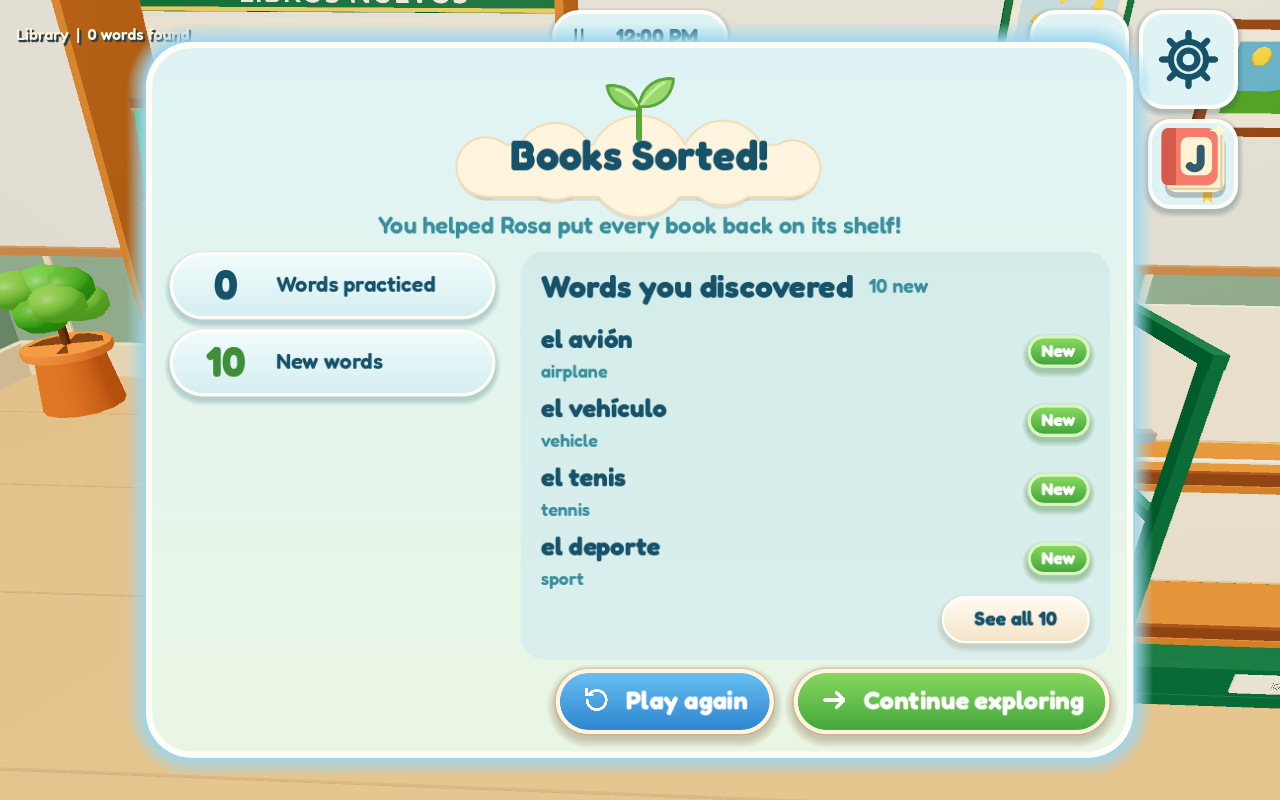 LIBROS NUEVOS
Library | 0 words found
12:00 PM
Books Sorted!
You helped Rosa put every book back on its shelf!
0 Words practiced
10 New words
Words you discovered 10 new
el avión
airplane
New
el vehículo
vehicle
New
el tenis
tennis
New
el deporte
sport
New
See all 10
Play again
Continue exploring
J